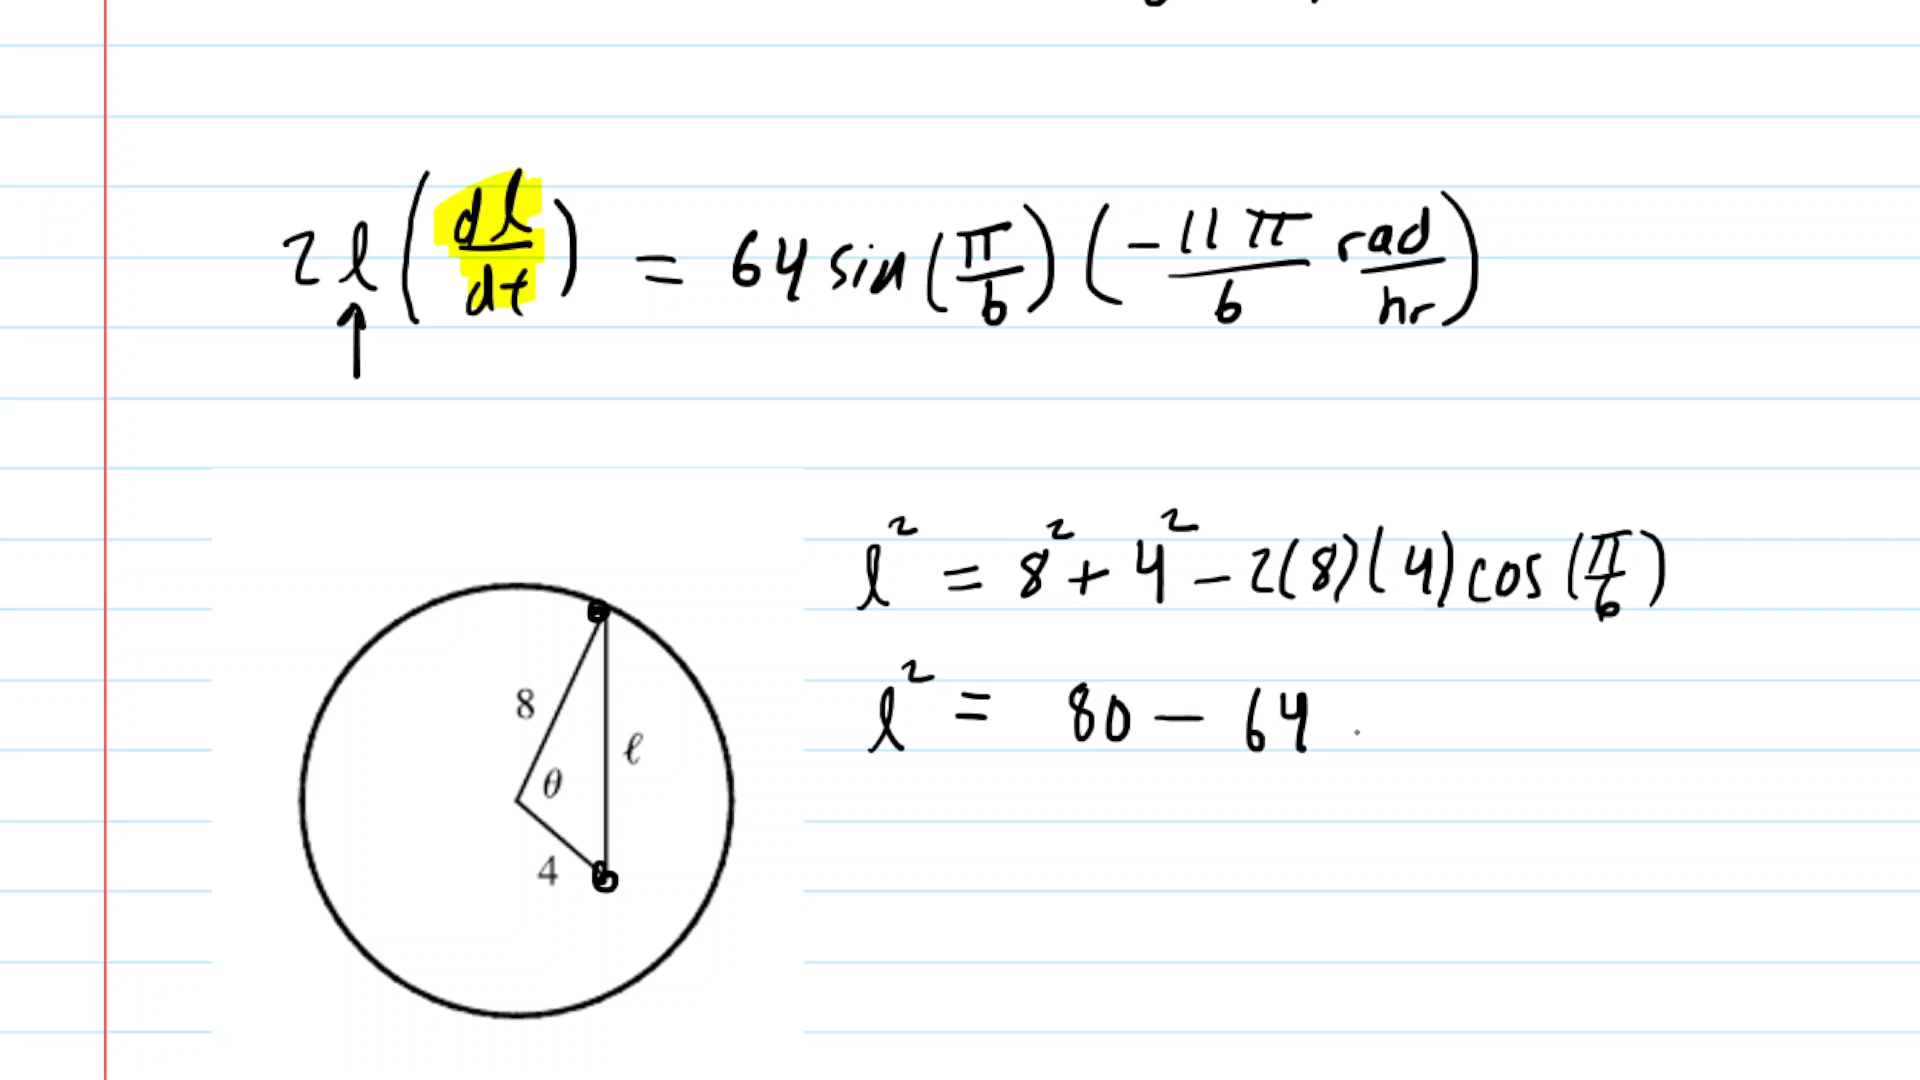 2ℓ (dℓ/dt) = 64 sin(π/6) (-11π/6 rad/hr)
ℓ² = 8² + 4² - 2(8)(4) cos(π/6)
ℓ² = 80 - 64
8
ℓ
θ
4